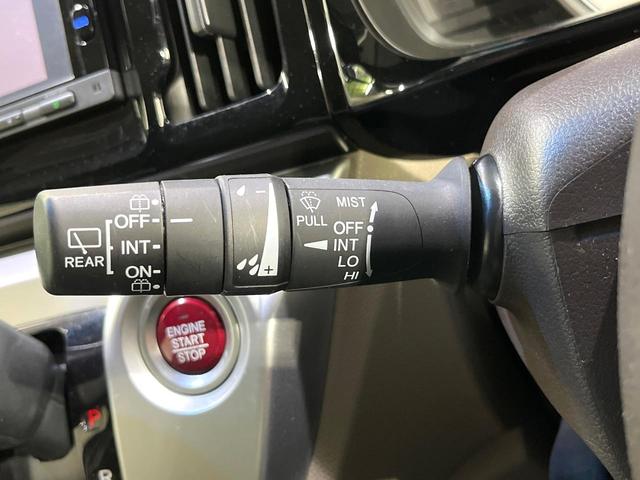 REAR
OFF
INT
ON
−
+
PULL
MIST
OFF
INT
LO
HI
ENGINE
START
STOP
P
R